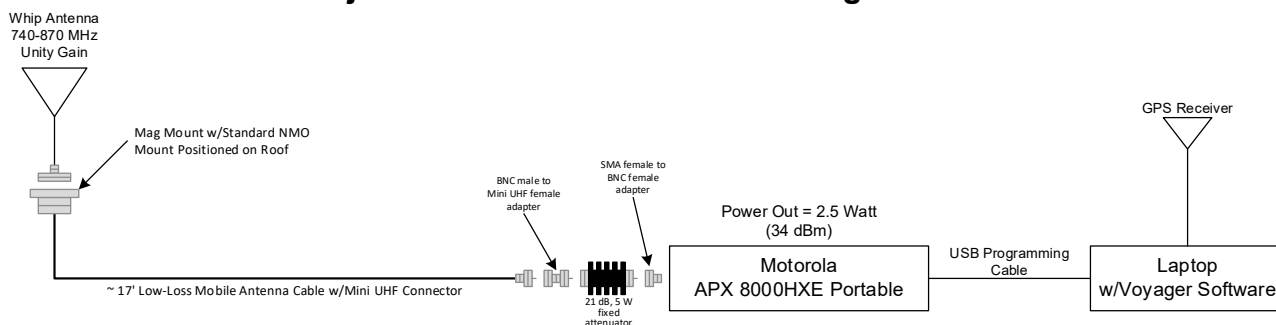 Whip Antenna
740-870 MHz
Unity Gain
Mag Mount w/Standard NMO
Mount Positioned on Roof
~ 17' Low-Loss Mobile Antenna Cable w/Mini UHF Connector
BNC male to
Mini UHF female
adapter
21 dB, 5 W
fixed
attenuator
SMA female to
BNC female
adapter
Power Out = 2.5 Watt
(34 dBm)
Motorola
APX 8000HXE Portable
USB Programming
Cable
GPS Receiver
Laptop
w/Voyager Software